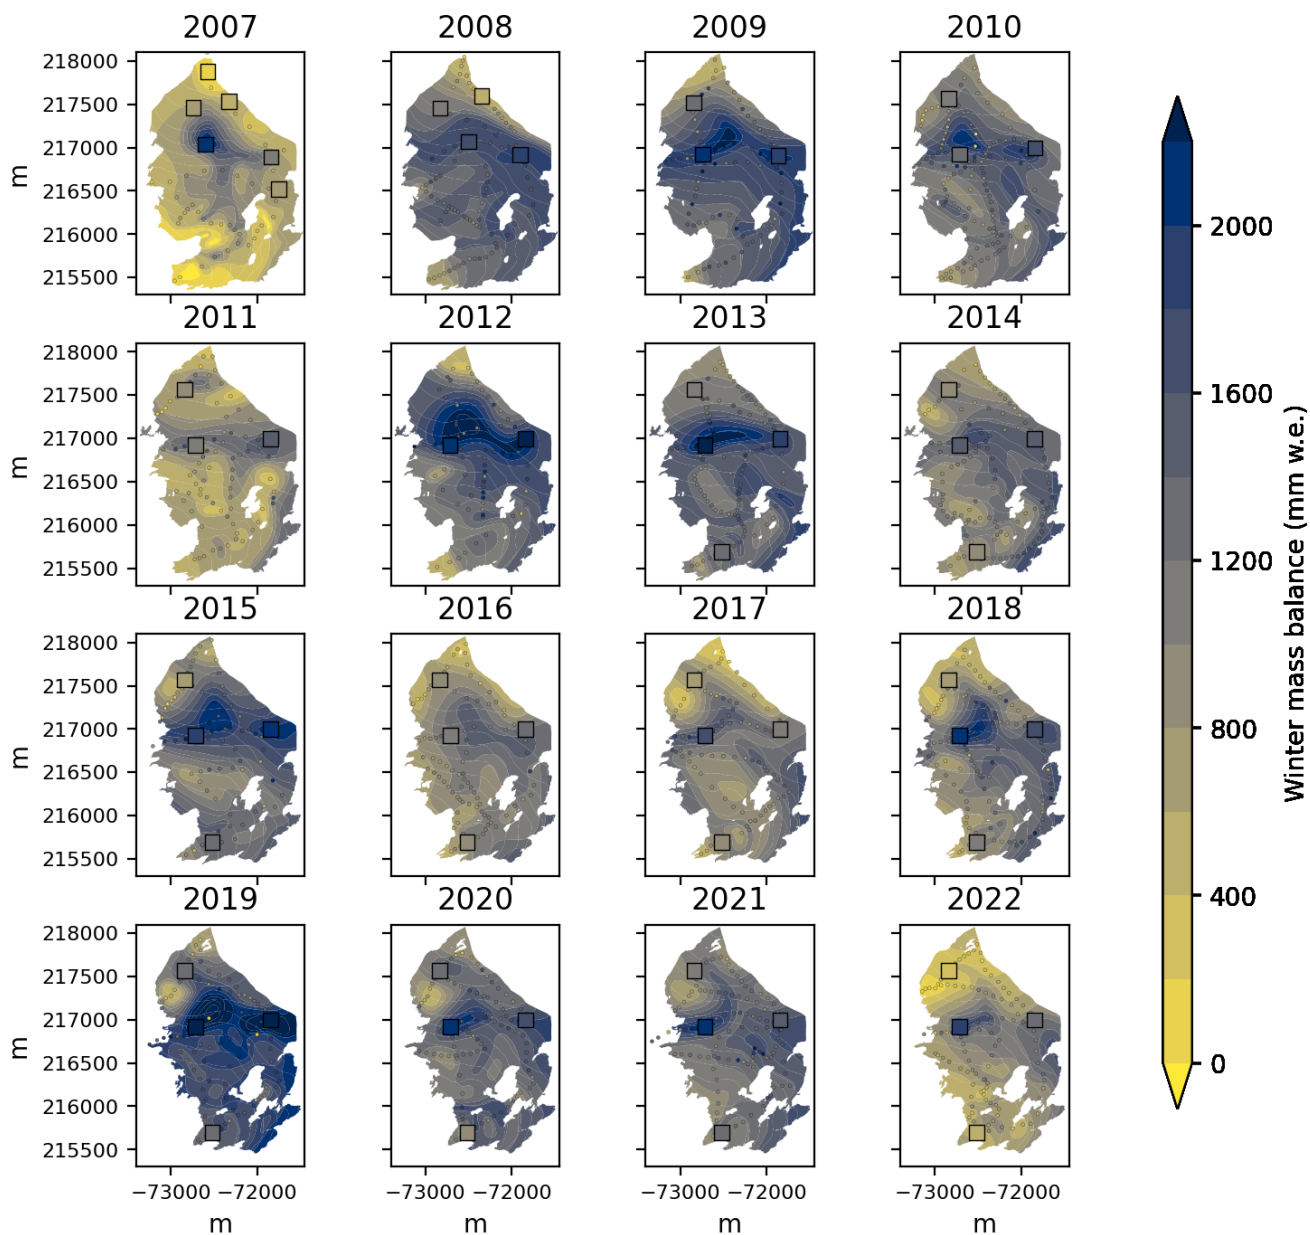 2007 2008 2009 2010
218000
217500
217000
216500
216000
215500
m
2011 2012 2013 2014
218000
217500
217000
216500
216000
215500
m
2015 2016 2017 2018
218000
217500
217000
216500
216000
215500
m
2019 2020 2021 2022
218000
217500
217000
216500
216000
215500
m
−73000 −72000 −73000 −72000 −73000 −72000 −73000 −72000
m m m m
2000
1600
1200
800
400
0
Winter mass balance (mm w.e.)